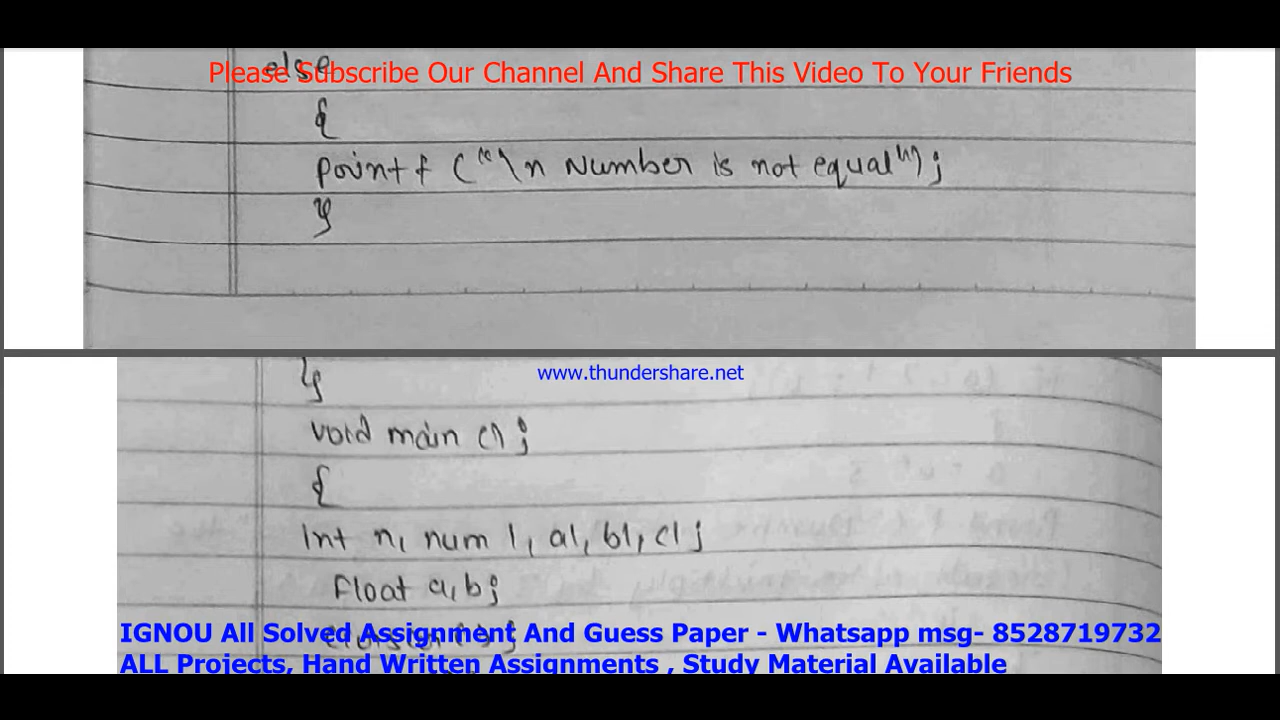 else
Please Subscribe Our Channel And Share This Video To Your Friends
{
printf ("\n Number is not equal");
}
}
www.thundershare.net
void main ();
{
Int n, num 1, a1, b1, c1;
Float a, b;
IGNOU All Solved Assignment And Guess Paper - Whatsapp msg- 8528719732
ALL Projects, Hand Written Assignments , Study Material Available